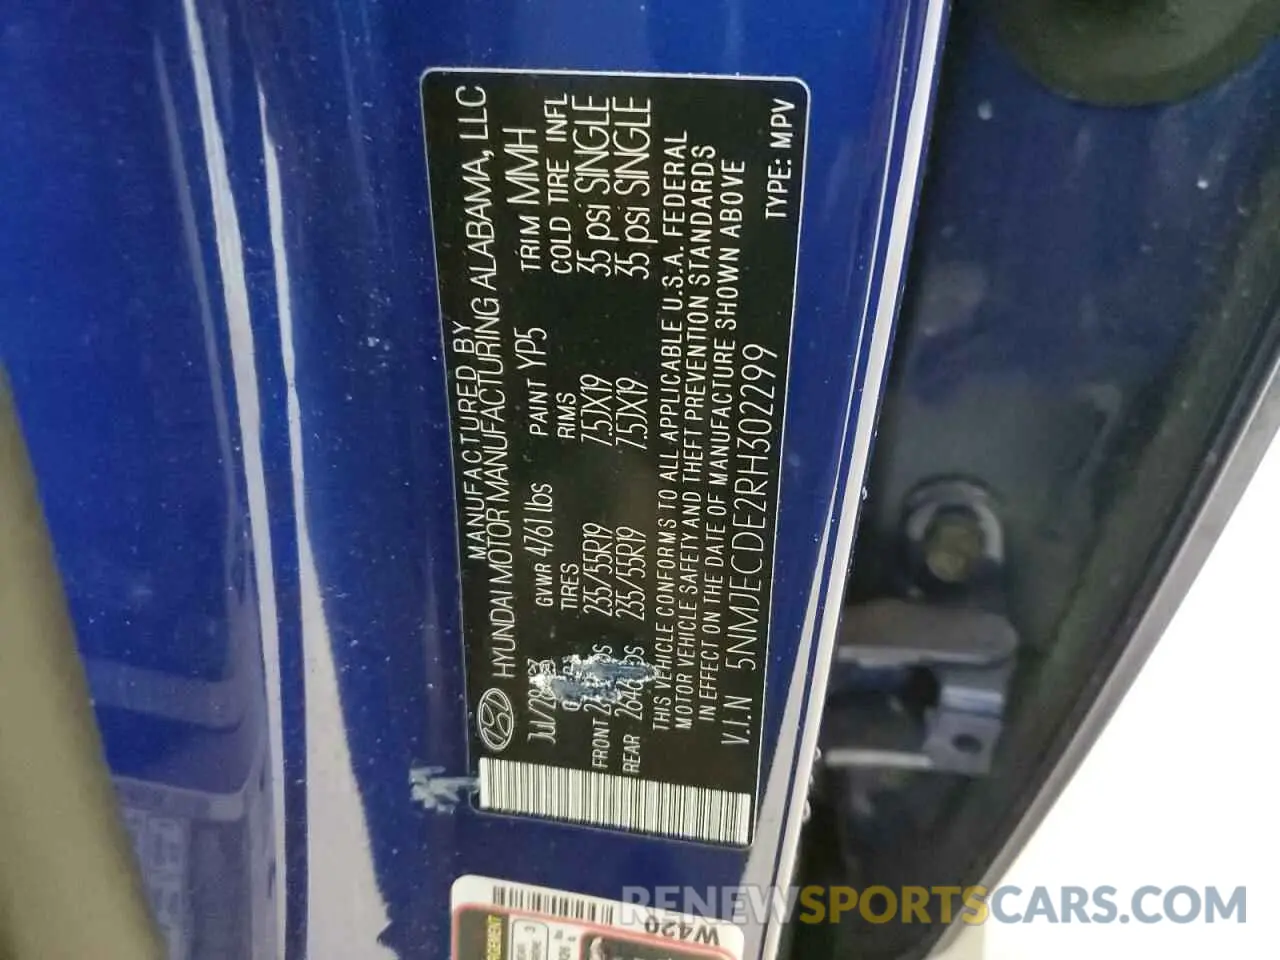 MANUFACTURED BY
HYUNDAI MOTOR MANUFACTURING ALABAMA, LLC
GVWR 4761 lbs PAINT YP5 TRIM MMH
TIRES RIMS COLD TIRE INFL
FRONT 235/55R19 7.5JX19 35 psi SINGLE
REAR 235/55R19 7.5JX19 35 psi SINGLE
THIS VEHICLE CONFORMS TO ALL APPLICABLE U.S.A. FEDERAL
MOTOR VEHICLE SAFETY AND THEFT PREVENTION STANDARDS
IN EFFECT ON THE DATE OF MANUFACTURE SHOWN ABOVE
V.I.N 5NMJECDE2RH302299
TYPE: MPV
W420
RENEWSPORTSCARS.COM